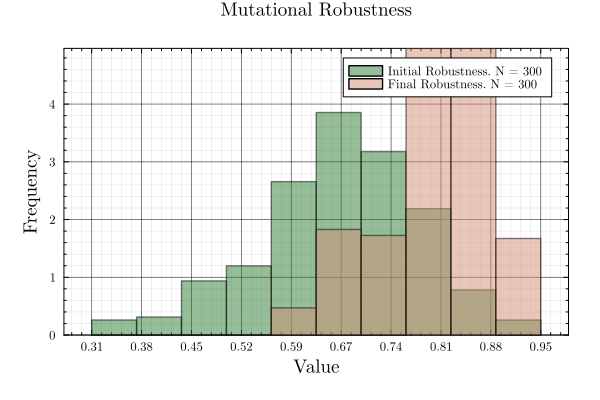 Mutational Robustness
Initial Robustness. N = 300
Final Robustness. N = 300
Frequency
4
3
2
1
0
0.31 0.38 0.45 0.52 0.59 0.67 0.74 0.81 0.88 0.95
Value